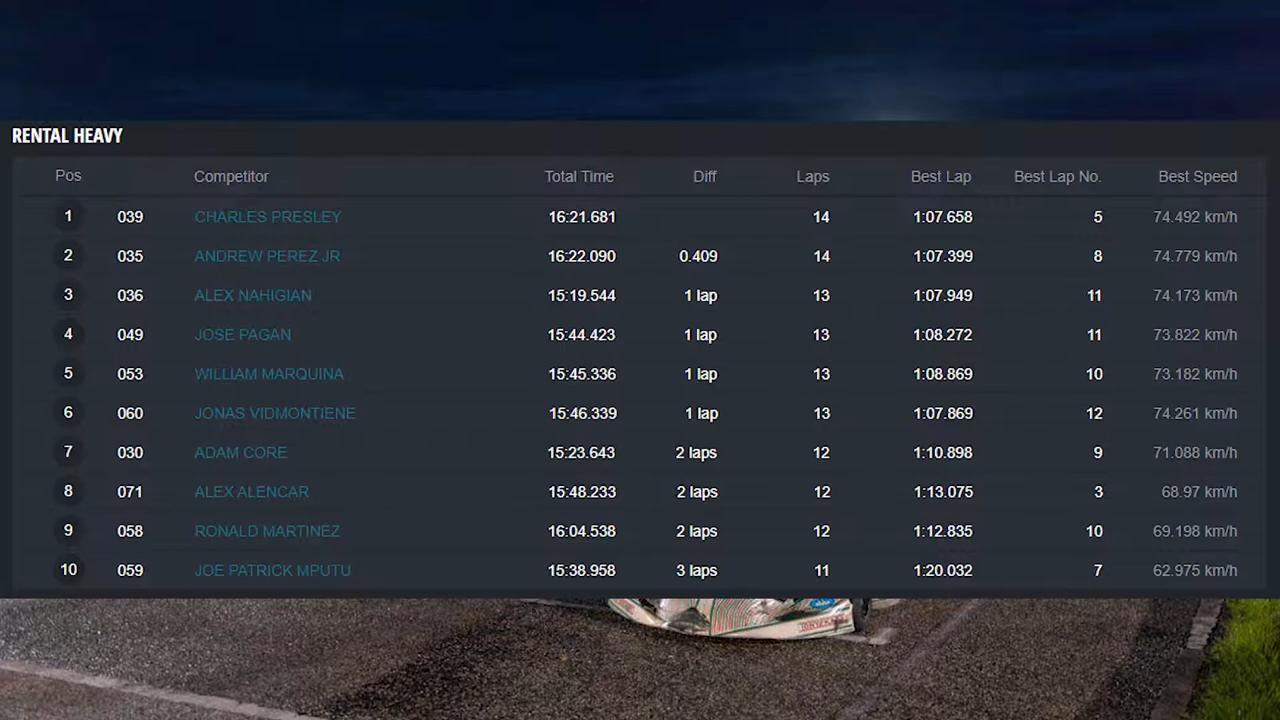 RENTAL HEAVY
Pos Competitor Total Time Diff Laps Best Lap Best Lap No. Best Speed
1 039 CHARLES PRESLEY 16:21.681 14 1:07.658 5 74.492 km/h
2 035 ANDREW PEREZ JR 16:22.090 0.409 14 1:07.399 8 74.779 km/h
3 036 ALEX NAHIGIAN 15:19.544 1 lap 13 1:07.949 11 74.173 km/h
4 049 JOSE PAGAN 15:44.423 1 lap 13 1:08.272 11 73.822 km/h
5 053 WILLIAM MARQUINA 15:45.336 1 lap 13 1:08.869 10 73.182 km/h
6 060 JONAS VIDMONTIENE 15:46.339 1 lap 13 1:07.869 12 74.261 km/h
7 030 ADAM CORE 15:23.643 2 laps 12 1:10.898 9 71.088 km/h
8 071 ALEX ALENCAR 15:48.233 2 laps 12 1:13.075 3 68.97 km/h
9 058 RONALD MARTINEZ 16:04.538 2 laps 12 1:12.835 10 69.198 km/h
10 059 JOE PATRICK MPUTU 15:38.958 3 laps 11 1:20.032 7 62.975 km/h